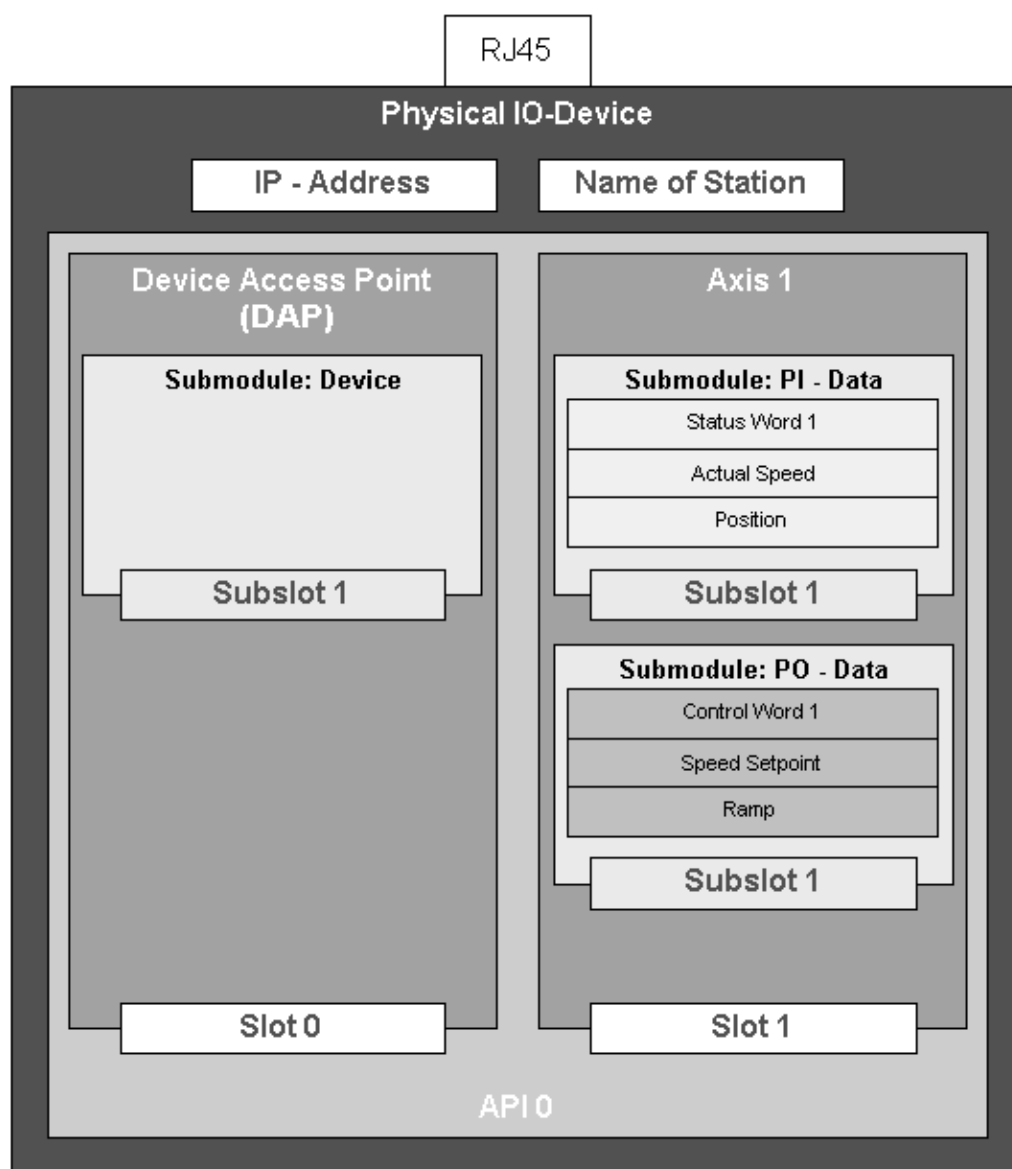 RJ45
Physical IO-Device
IP - Address
Name of Station
Device Access Point
(DAP)
Submodule: Device
Subslot 1
Slot 0
Axis 1
Submodule: PI - Data
Status Word 1
Actual Speed
Position
Subslot 1
Submodule: PO - Data
Control Word 1
Speed Setpoint
Ramp
Subslot 1
Slot 1
API 0